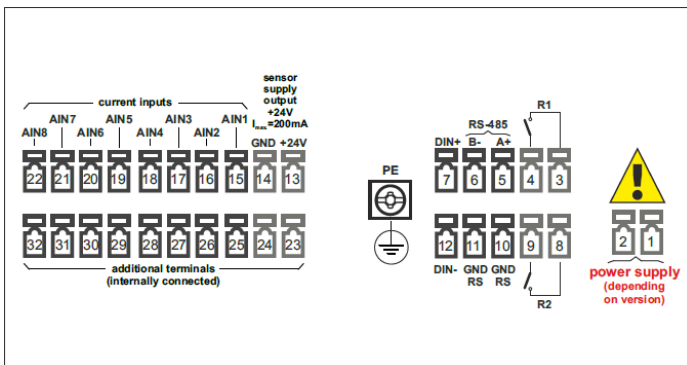 sensor
supply
output
+24V
Imax=200mA
current inputs
AIN8 AIN7 AIN6 AIN5 AIN4 AIN3 AIN2 AIN1
GND +24V
22 21 20 19 18 17 16 15 14 13
32 31 30 29 28 27 26 25 24 23
additional terminals
(internally connected)
PE
R1
RS-485
DIN+ B- A+
7 6 5 4 3
12 11 10 9 8
DIN- GND GND
RS RS
R2
!
2 1
power supply
(depending
on version)